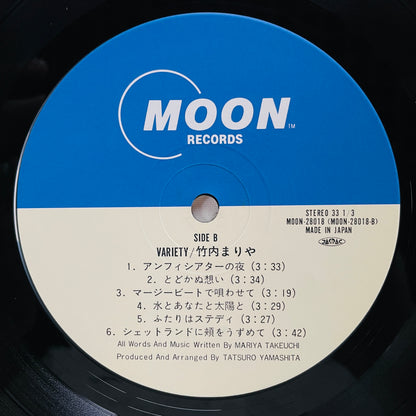 MOON TM
RECORDS
STEREO 33 1/3
MOON-28018 (MOON-28018-B)
MADE IN JAPAN
JASRAC
SIDE B
VARIETY/竹内まりや
1. アンフィシアターの夜 (3:33)
2. とどかぬ想い (3:34)
3. マージービートで唄わせて (3:19)
4. 水とあなたと太陽と (3:29)
5. ふたりはステディ (3:27)
6. シェットランドに頬をうずめて (3:42)
All Words And Music Written By MARIYA TAKEUCHI
Produced And Arranged By TATSURO YAMASHITA